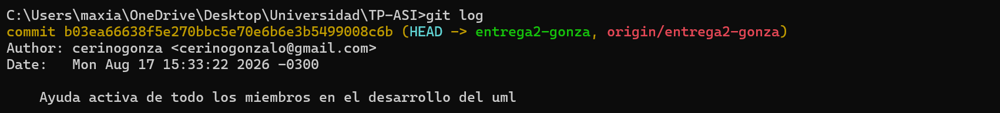 C:\Users\maxia\OneDrive\Desktop\Universidad\TP-ASI>git log
commit b03ea66638f5e270bbc5e70e6b6e3b5499008c6b (HEAD -> entrega2-gonza, origin/entrega2-gonza)
Author: cerinogonza <cerinogonzalo@gmail.com>
Date:   Mon Aug 17 15:33:22 2026 -0300
    Ayuda activa de todo los miembros en el desarrollo del uml